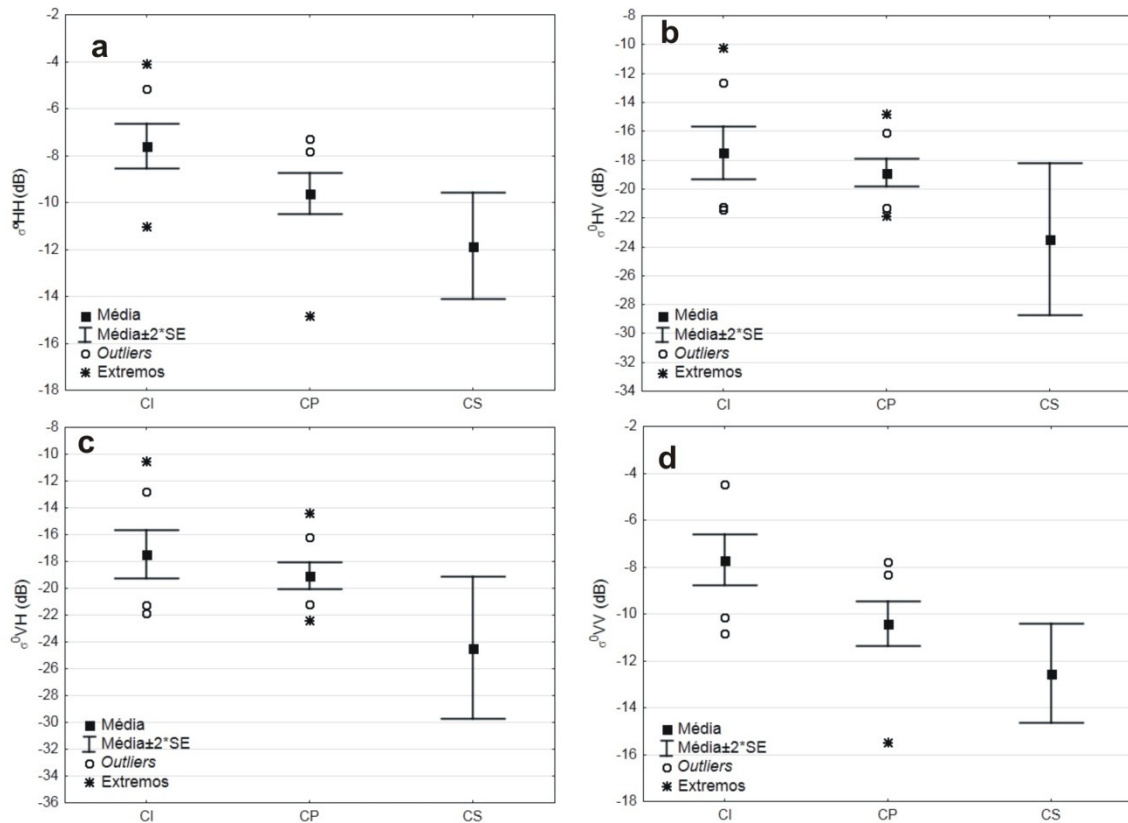 a
-2
-4
-6
-8
-10
-12
-14
-16
-18
σ⁰HH (dB)
Média
Média±2*SE
Outliers
Extremos
CI CP CS
b
-8
-10
-12
-14
-16
-18
-20
-22
-24
-26
-28
-30
-32
-34
σ⁰HV (dB)
Média
Média±2*SE
Outliers
Extremos
CI CP CS
c
-8
-10
-12
-14
-16
-18
-20
-22
-24
-26
-28
-30
-32
-34
-36
σ⁰VH (dB)
Média
Média±2*SE
Outliers
Extremos
CI CP CS
d
-2
-4
-6
-8
-10
-12
-14
-16
-18
σ⁰VV (dB)
Média
Média±2*SE
Outliers
Extremos
CI CP CS